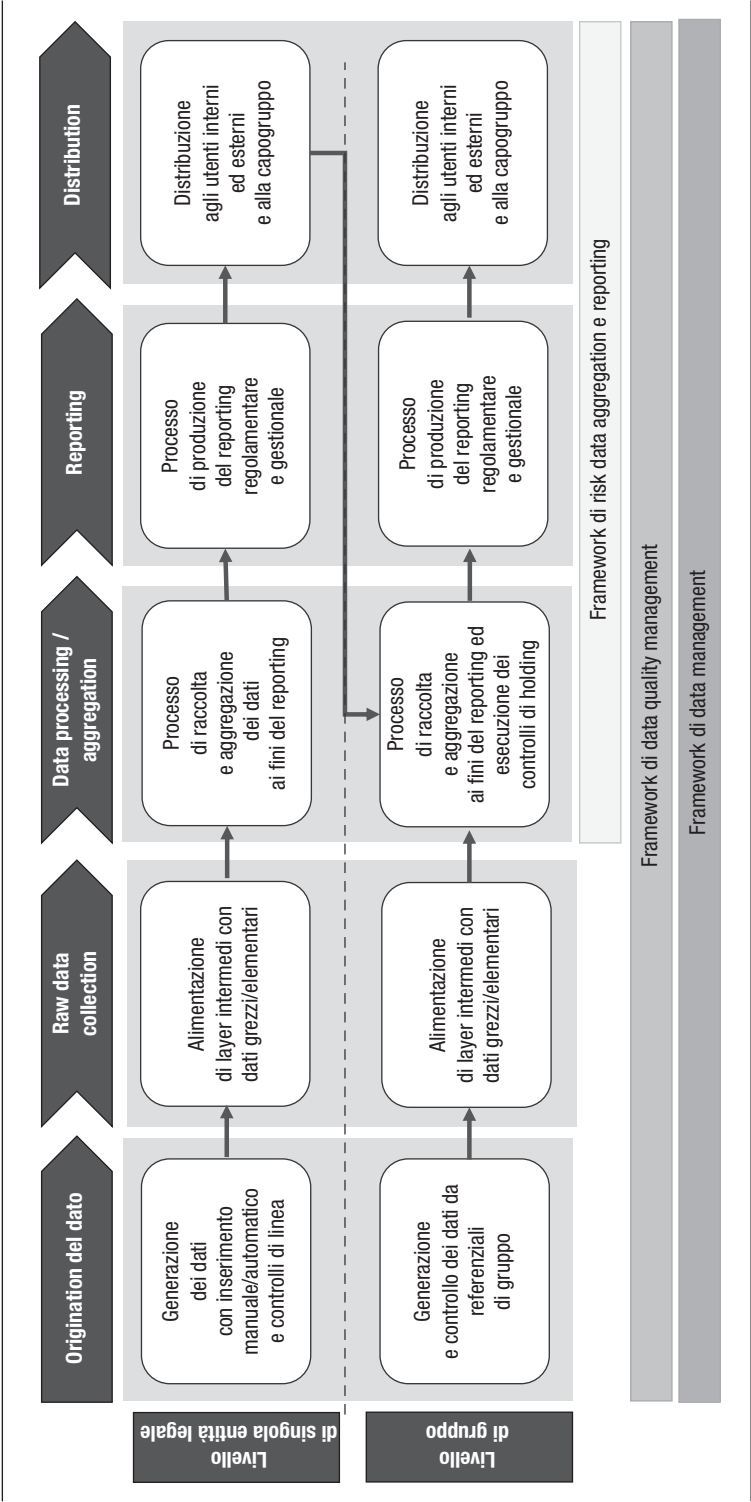 Origination del dato
Raw data
collection
Data processing /
aggregation
Reporting
Distribution
Livello
di singola entità legale
Generazione
dei dati
con inserimento
manuale/automatico
e controlli di linea
Alimentazione
di layer intermedi con
dati grezzi/elementari
Processo
di raccolta
e aggregazione
dei dati
ai fini del reporting
Processo
di produzione
del reporting
regolamentare
e gestionale
Distribuzione
agli utenti interni
ed esterni
e alla capogruppo
Livello
di gruppo
Generazione
e controllo dei dati da
referenziali
di gruppo
Alimentazione
di layer intermedi con
dati grezzi/elementari
Processo
di raccolta
e aggregazione
ai fini del reporting ed
esecuzione dei
controlli di holding
Processo
di produzione
del reporting
regolamentare
e gestionale
Distribuzione
agli utenti interni
ed esterni
e alla capogruppo
Framework di risk data aggregation e reporting
Framework di data quality management
Framework di data management